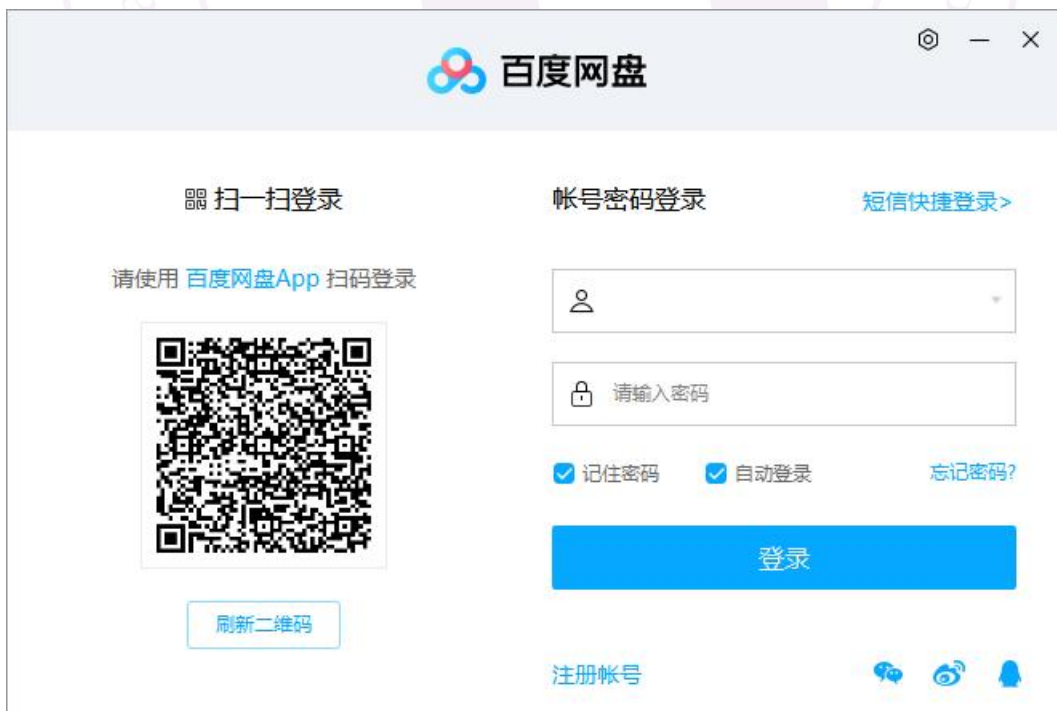 百度网盘
扫一扫登录
请使用 百度网盘App 扫码登录
刷新二维码
帐号密码登录
短信快捷登录>
请输入密码
记住密码
自动登录
忘记密码?
登录
注册帐号